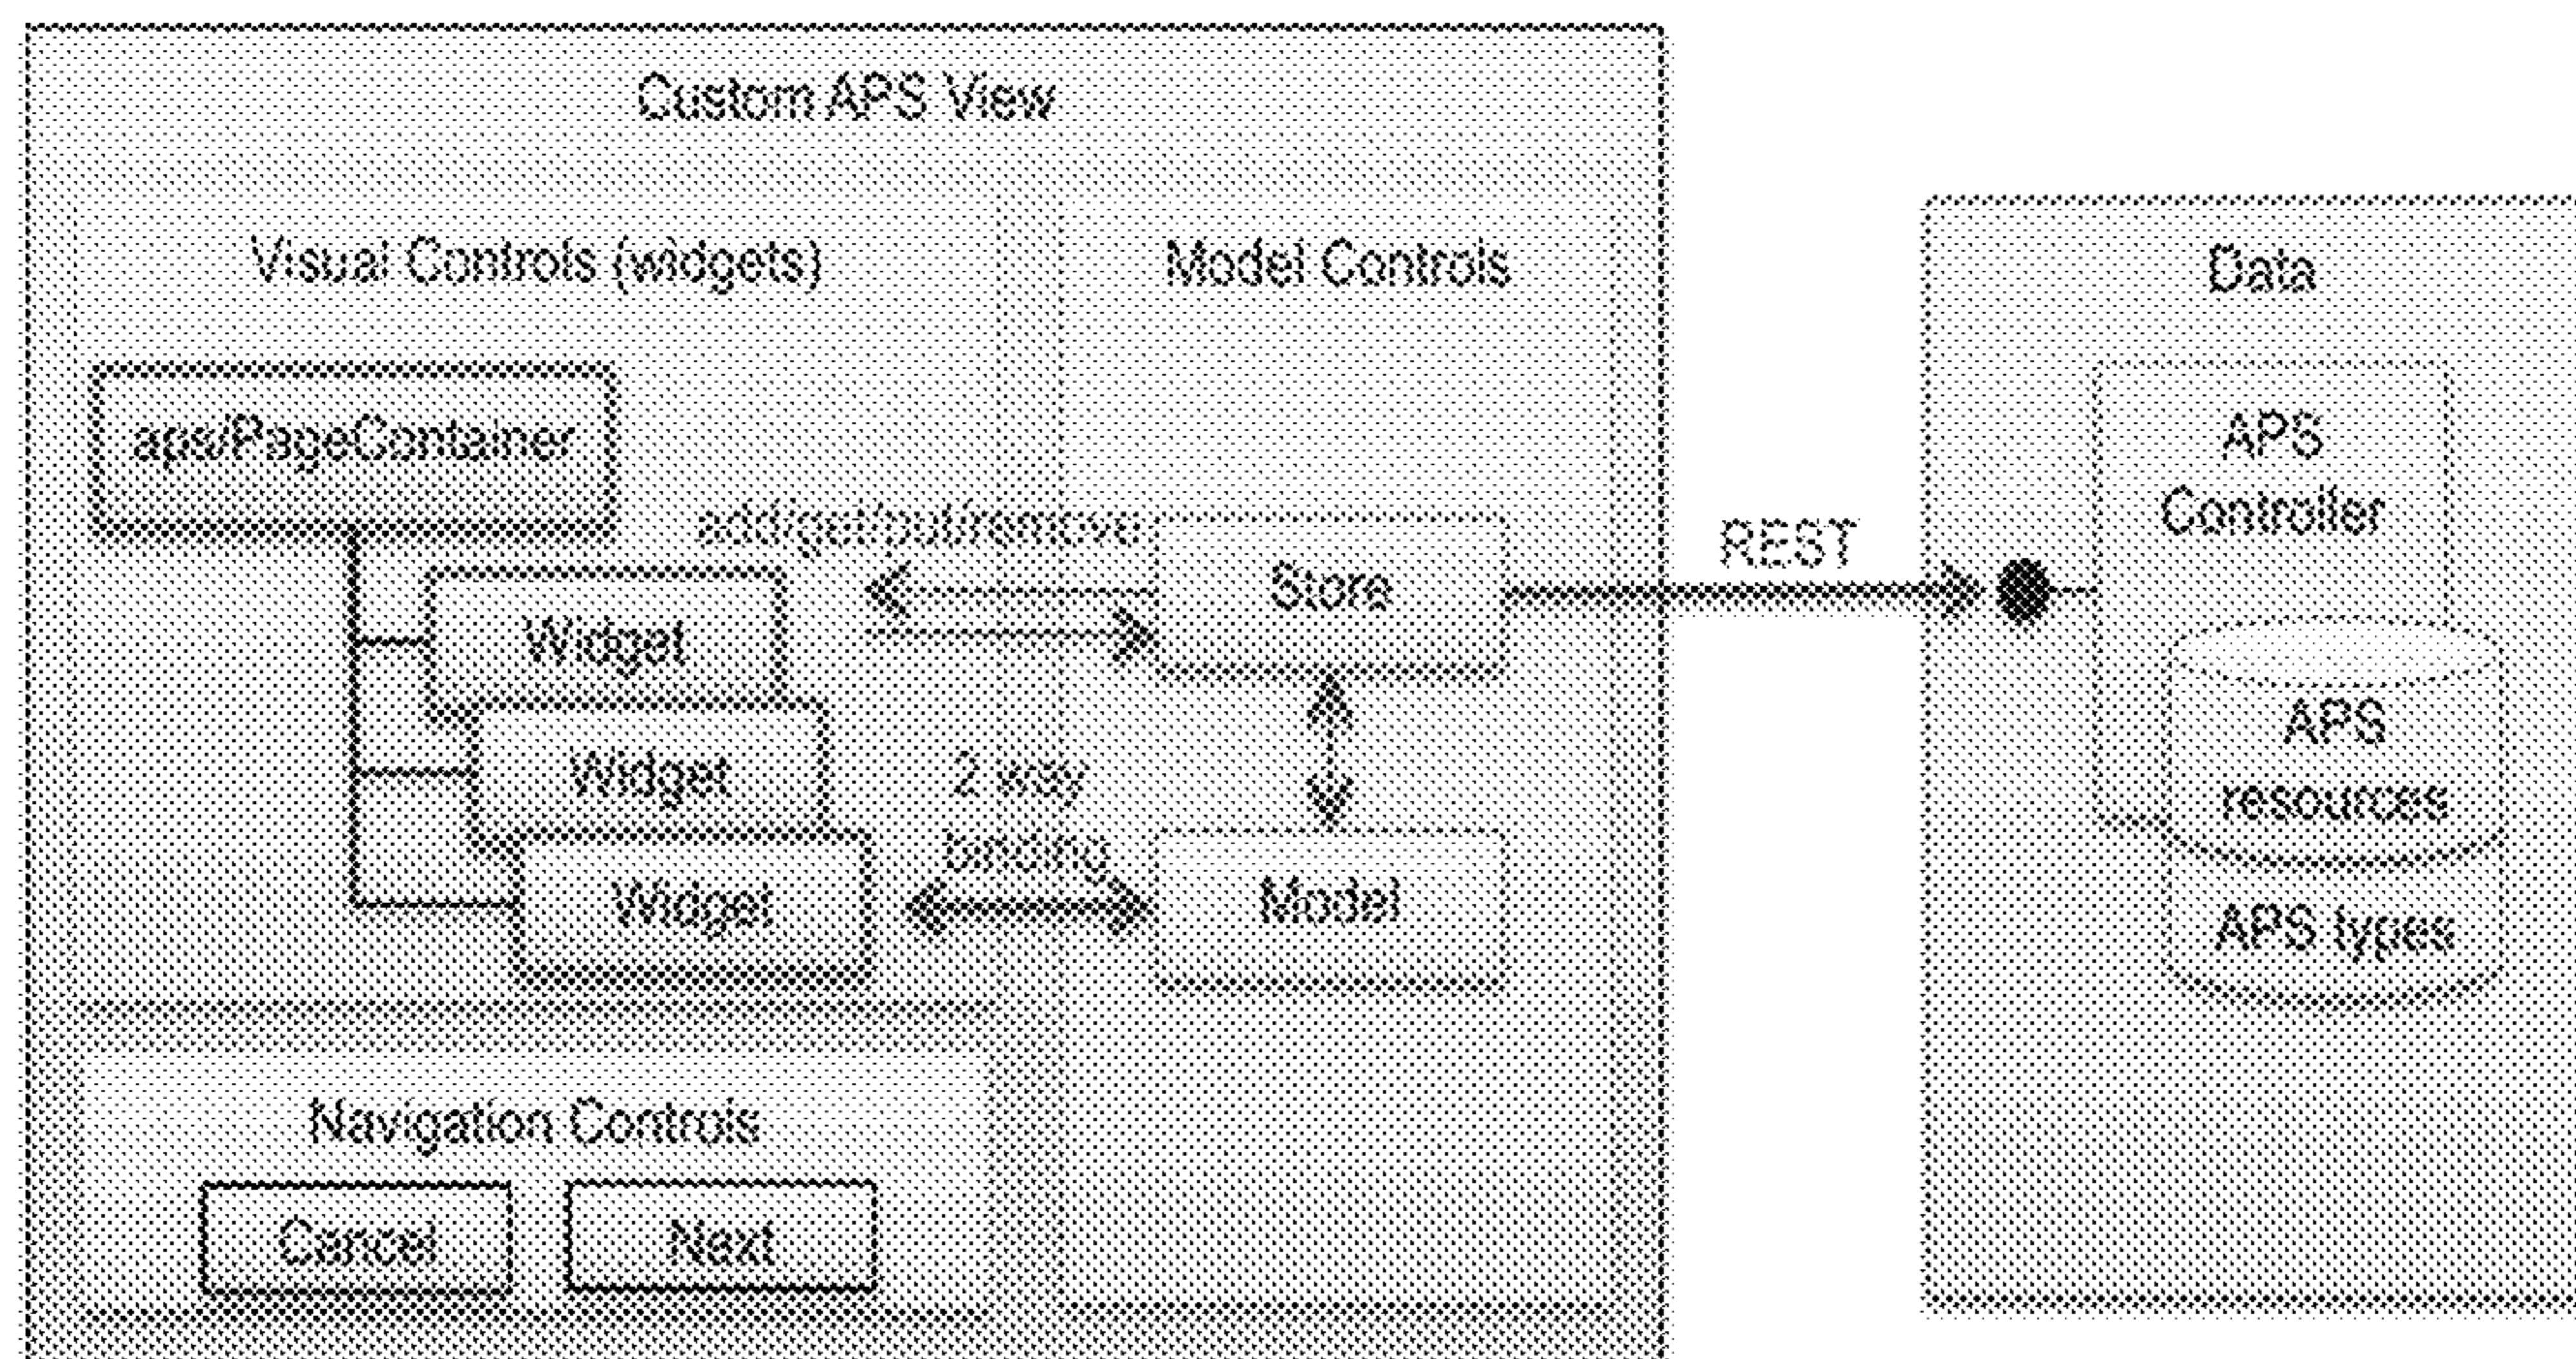 Custom APS View
Visual Controls (widgets)
aps/PageContainer
Widget
Widget
Widget
add/get/put/remove
2 way
binding
Model Controls
Store
Model
Navigation Controls
Cancel
Next
REST
Data
APS
Controller
APS
resources
APS types